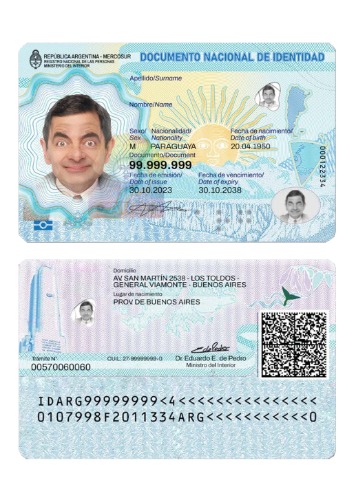 REPÚBLICA ARGENTINA - MERCOSUR
REGISTRO NACIONAL DE LAS PERSONAS
MINISTERIO DEL INTERIOR
DOCUMENTO NACIONAL DE IDENTIDAD
Apellido/Surname
Nombre/Name
Sexo/ Nacionalidad/ Fecha de nacimiento/
Sex Nationality Date of birth
M PARAGUAYA 20.04.1950
Documento/Document
99.999.999
Fecha de emisión/ Fecha de vencimiento/
Date of issue Date of expiry
30.10.2023 30.10.2038
Domicilio
AV. SAN MARTÍN 2538 - LOS TOLDOS -
GENERAL VIAMONTE - BUENOS AIRES
Lugar de nacimiento
PROV DE BUENOS AIRES
Trámite N°
00570060060
CUIL: 27-99999999-0
Dr. Eduardo E. de Pedro
Ministro del Interior
IDARG99999999<4<<<<<<<<<<<<<<<
0107998F2011334ARG<<<<<<<<<<<0